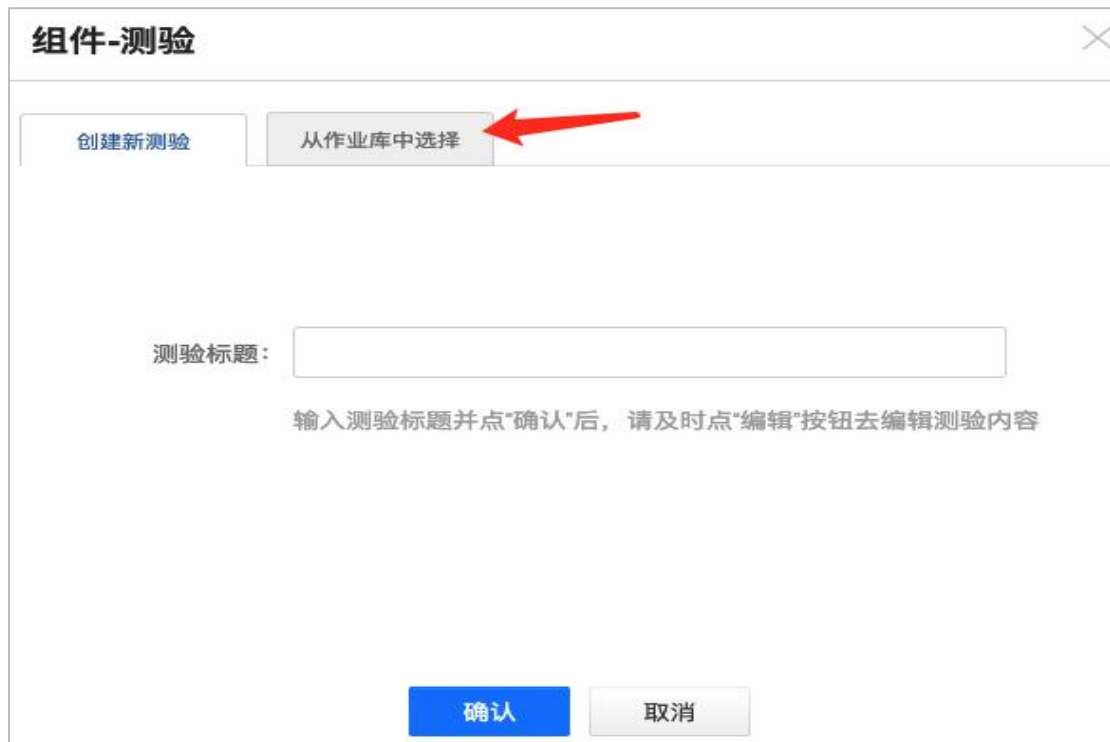 组件-测验
创建新测验
从作业库中选择
测验标题：
输入测验标题并点“确认”后，请及时点“编辑”按钮去编辑测验内容
确认
取消